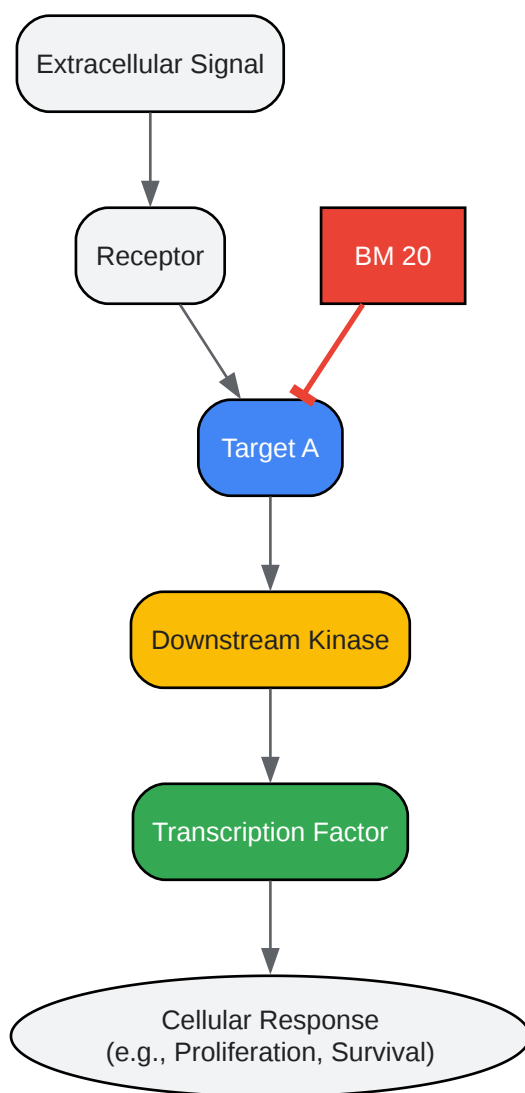 Extracellular Signal
Receptor
BM 20
Target A
Downstream Kinase
Transcription Factor
Cellular Response
(e.g., Proliferation, Survival)